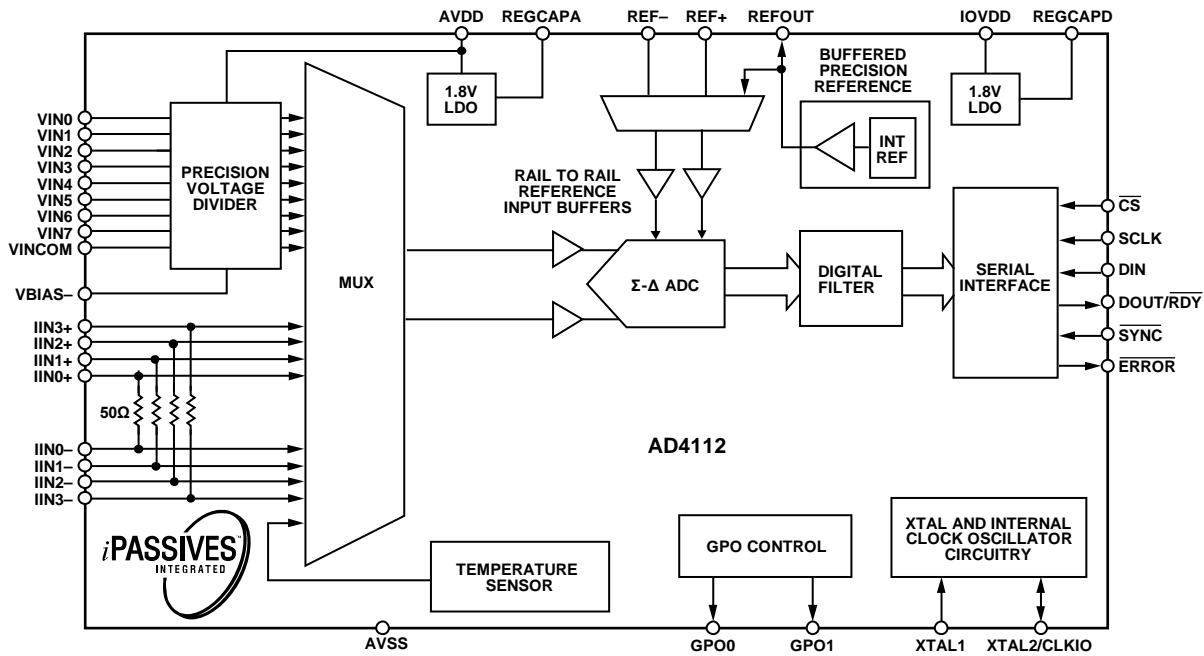 AVDD
REGCAPA
REF–
REF+
REFOUT
IOVDD
REGCAPD
1.8V
LDO
BUFFERED
PRECISION
REFERENCE
INT
REF
1.8V
LDO
VIN0
VIN1
VIN2
VIN3
VIN4
VIN5
VIN6
VIN7
VINCOM
VBIAS–
PRECISION
VOLTAGE
DIVIDER
RAIL TO RAIL
REFERENCE
INPUT BUFFERS
MUX
Σ-Δ ADC
DIGITAL
FILTER
SERIAL
INTERFACE
CS
SCLK
DIN
DOUT/RDY
SYNC
ERROR
IIN3+
IIN2+
IIN1+
IIN0+
50Ω
IIN0–
IIN1–
IIN2–
IIN3–
AD4112
iPASSIVES™
INTEGRATED
TEMPERATURE
SENSOR
GPO CONTROL
XTAL AND INTERNAL
CLOCK OSCILLATOR
CIRCUITRY
AVSS
GPO0
GPO1
XTAL1
XTAL2/CLKIO